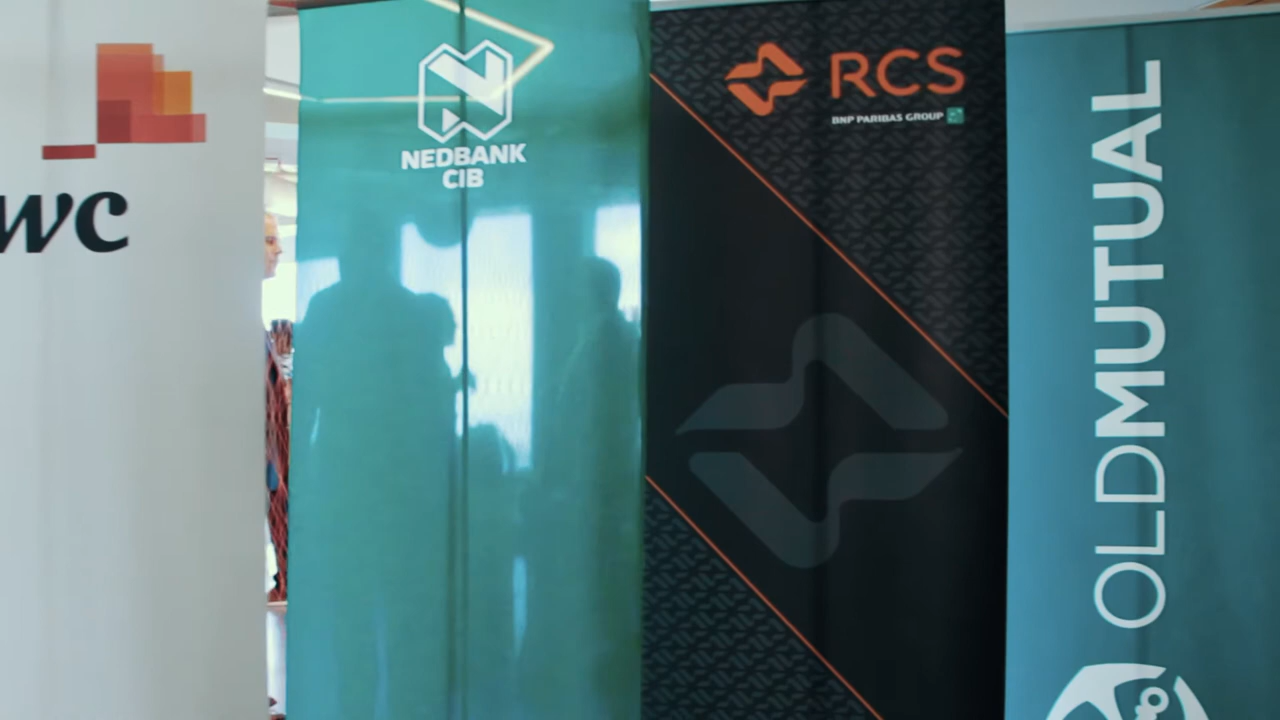 wc
NEDBANK
CIB
RCS
BNP PARIBAS GROUP
OLDMUTUAL